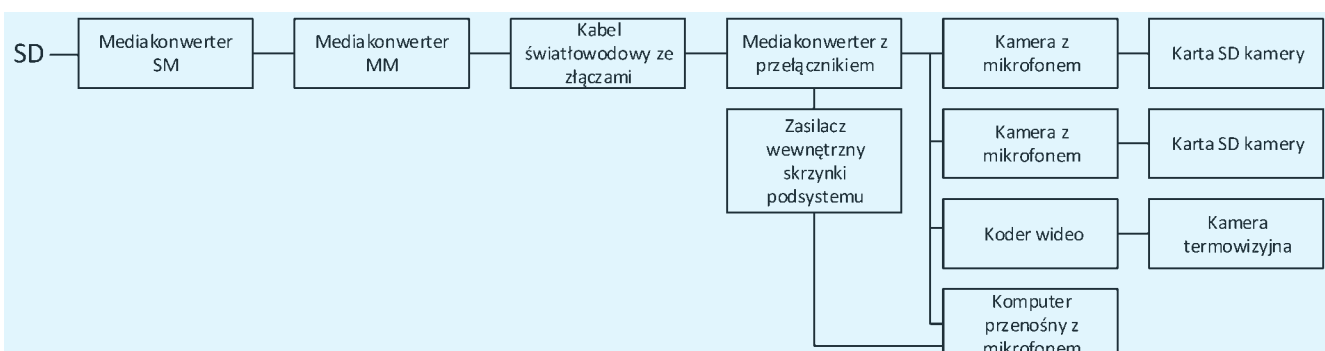 SD
Mediakonwerter
SM
Mediakonwerter
MM
Kabel
światłowodowy ze
złączami
Mediakonwerter z
przełącznikiem
Kamera z
mikrofonem
Karta SD kamery
Zasilacz
wewnętrzny
skrzynki
podsystemu
Kamera z
mikrofonem
Karta SD kamery
Koder wideo
Kamera
termowizyjna
Komputer
przenośny z
mikrofonem